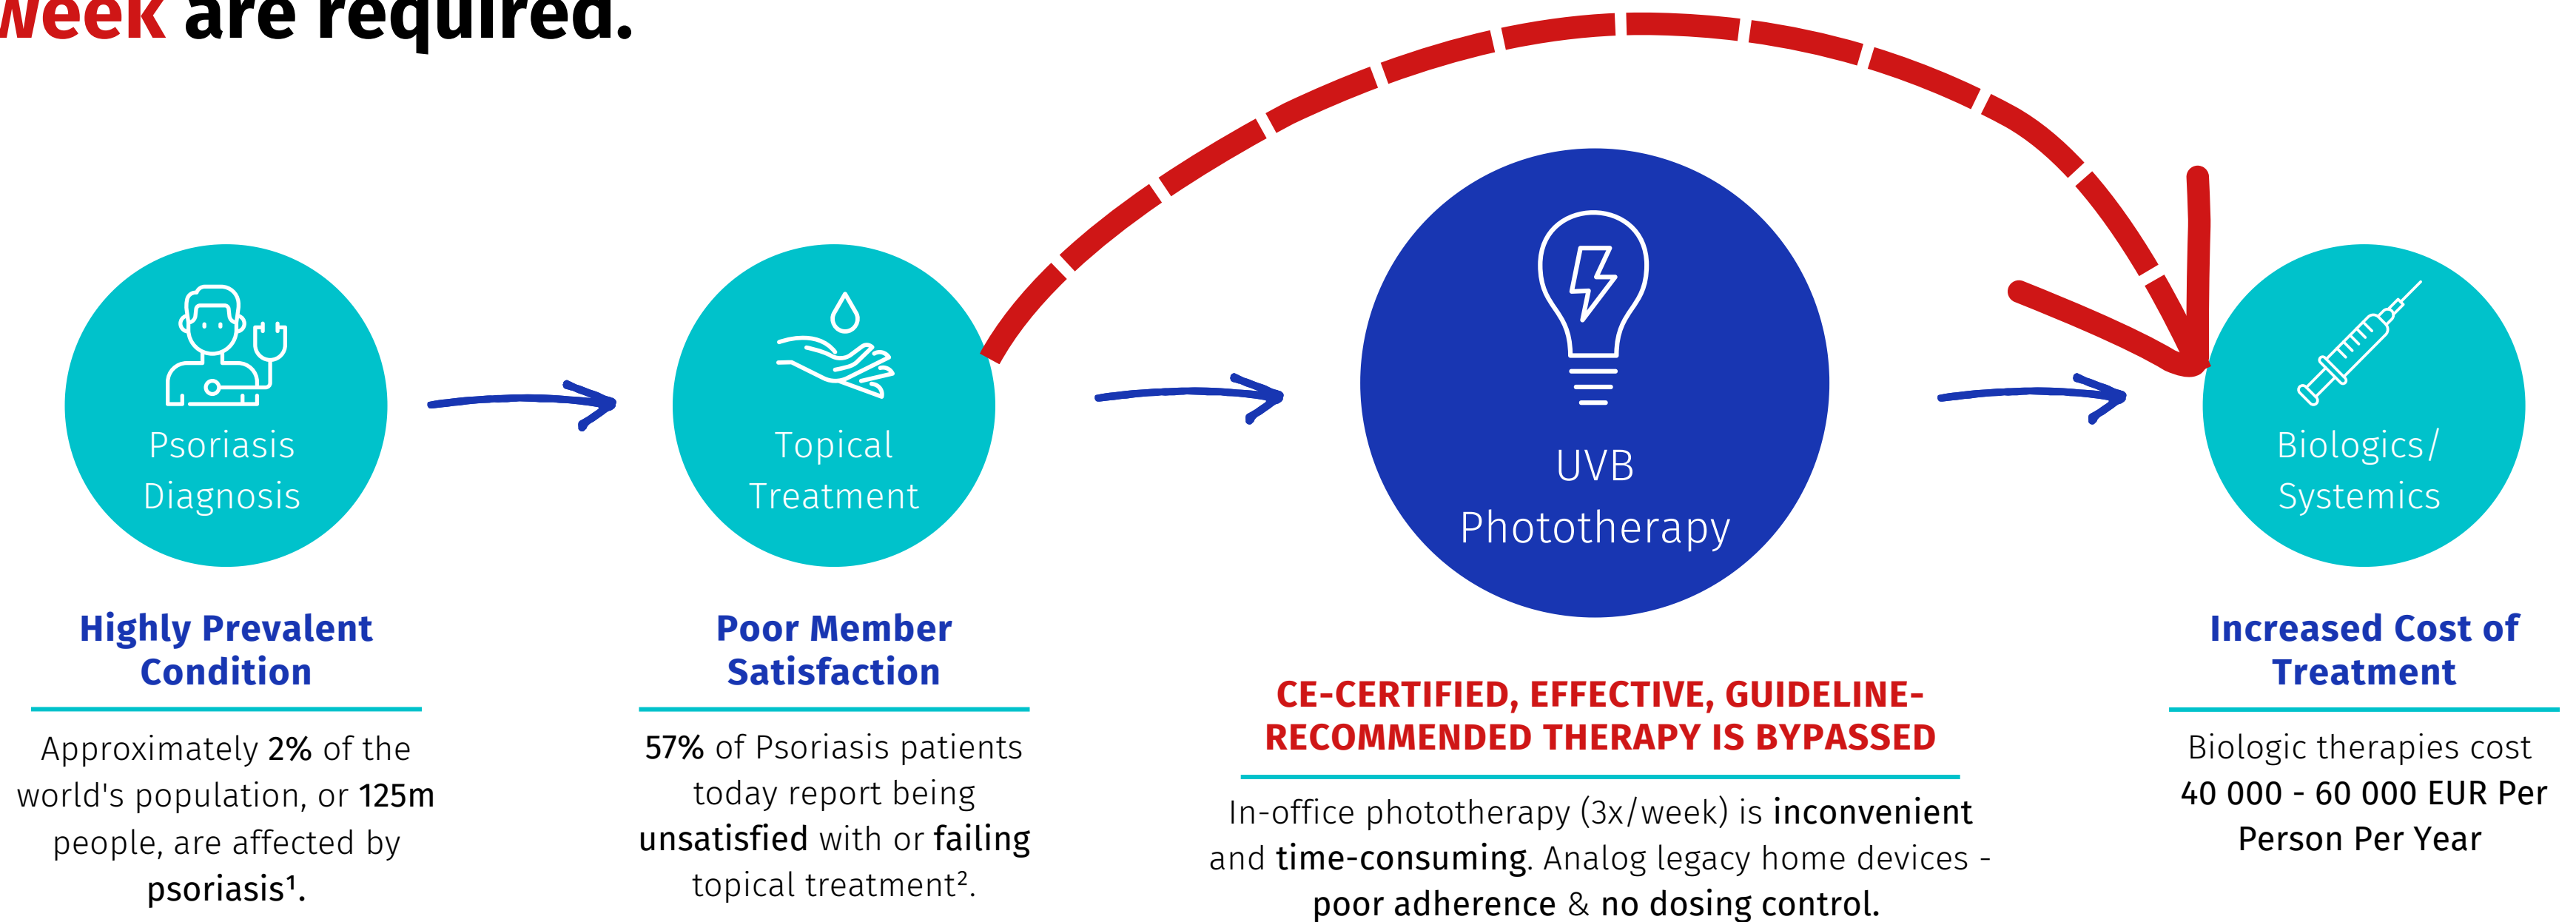 week are required.
Psoriasis
Diagnosis
Topical
Treatment
UVB
Phototherapy
Biologics/
Systemics
Highly Prevalent
Condition
Approximately 2% of the
world's population, or 125m
people, are affected by
psoriasis¹.
Poor Member
Satisfaction
57% of Psoriasis patients
today report being
unsatisfied with or failing
topical treatment².
CE-CERTIFIED, EFFECTIVE, GUIDELINE-
RECOMMENDED THERAPY IS BYPASSED
In-office phototherapy (3x/week) is inconvenient
and time-consuming. Analog legacy home devices -
poor adherence & no dosing control.
Increased Cost of
Treatment
Biologic therapies cost
40 000 - 60 000 EUR Per
Person Per Year